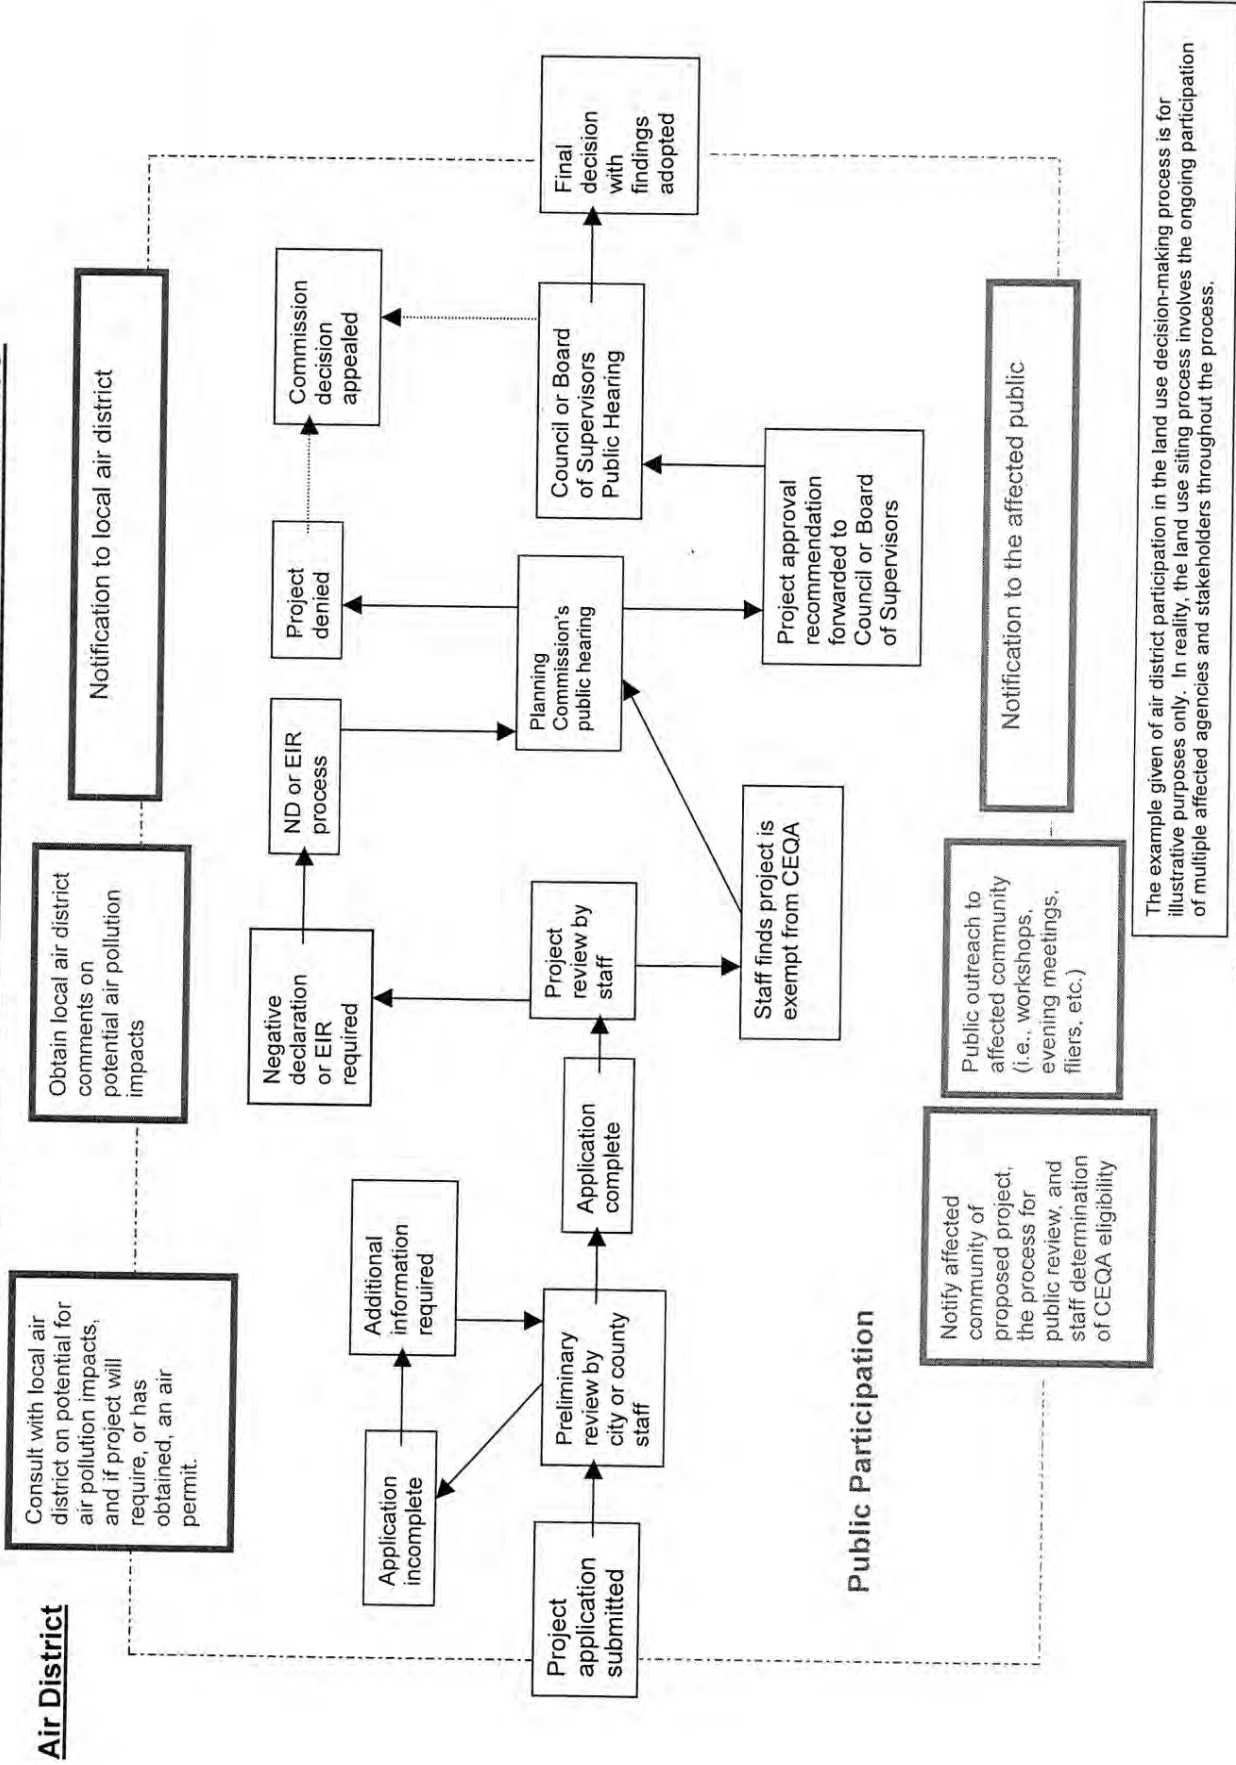 Air District
Consult with local air
district on potential for
air pollution impacts,
and if project will
require, or has
obtained, an air
permit.
Obtain local air district
comments on
potential air pollution
impacts
Notification to local air district
Application
incomplete
Additional
information
required
Negative
declaration
or EIR
required
ND or EIR
process
Project
denied
Commission
decision
appealed
Project
application
submitted
Preliminary
review by
city or county
staff
Application
complete
Project
review by
staff
Planning
Commission's
public hearing
Council or Board
of Supervisors
Public Hearing
Final
decision
with
findings
adopted
Staff finds project is
exempt from CEQA
Project approval
recommendation
forwarded to
Council or Board
of Supervisors
Public Participation
Notify affected
community of
proposed project,
the process for
public review, and
staff determination
of CEQA eligibility
Public outreach to
affected community
(i.e., workshops,
evening meetings,
fliers, etc.)
Notification to the affected public
The example given of air district participation in the land use decision-making process is for
illustrative purposes only. In reality, the land use siting process involves the ongoing participation
of multiple affected agencies and stakeholders throughout the process.